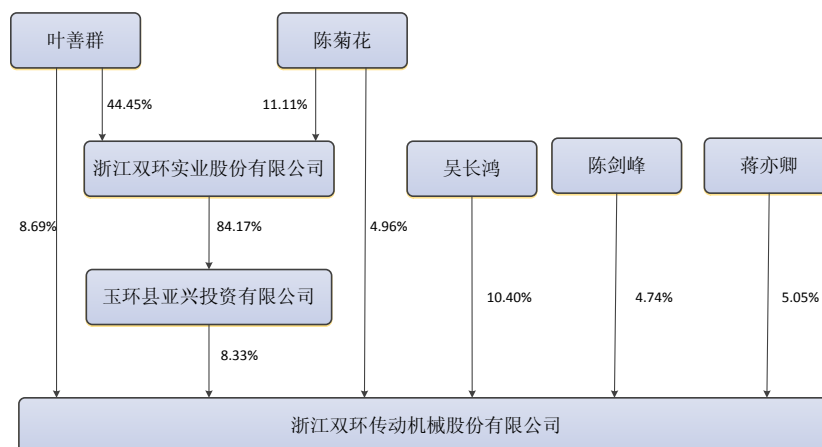 叶善群
陈菊花
44.45%
11.11%
浙江双环实业股份有限公司
吴长鸿
陈剑峰
蒋亦卿
8.69%
84.17%
4.96%
玉环县亚兴投资有限公司
10.40%
4.74%
5.05%
8.33%
浙江双环传动机械股份有限公司